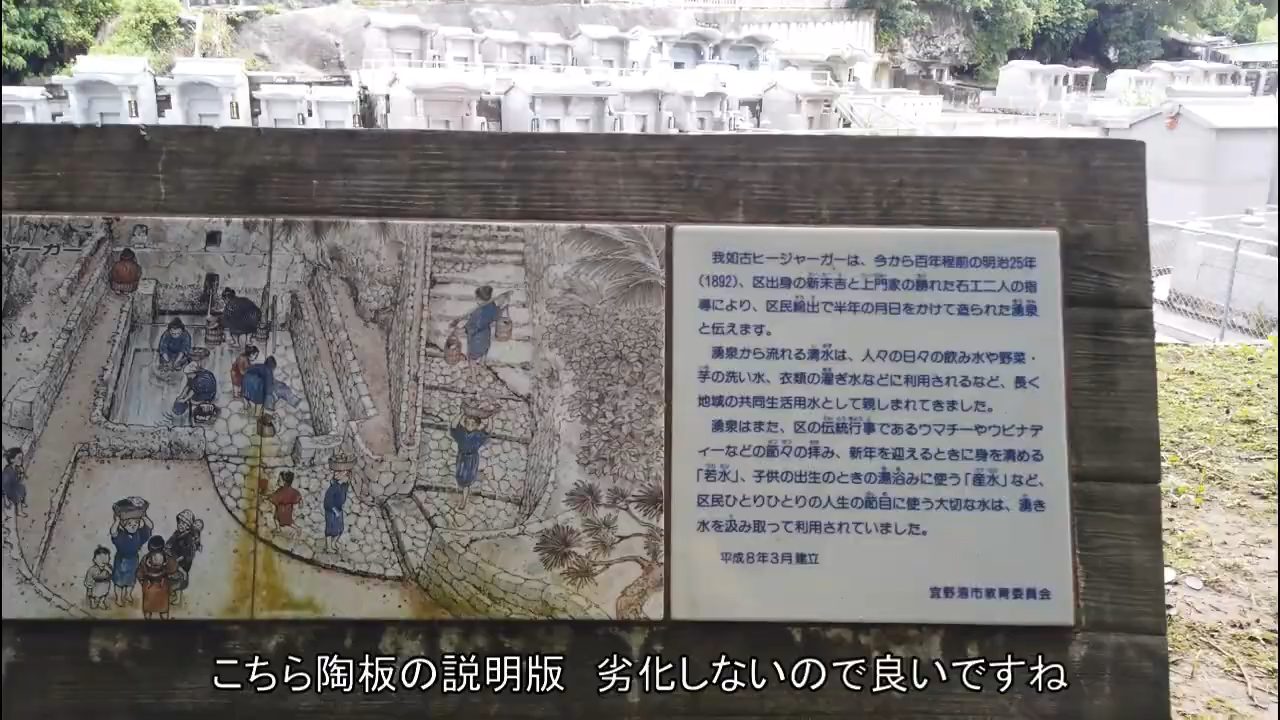 ャーガー
我如古ヒージャーガーは、今から百年程前の明治25年
(1892)、区出身の新末吉と上門家の優れた石工二人の指
導により、区民総出で半年の月日をかけて造られた湧泉
と伝えます。
湧泉から流れる湧水は、人々の日々の飲み水や野菜・
芋の洗い水、衣類の濯ぎ水などに利用されるなど、長く
地域の共同生活用水として親しまれてきました。
湧泉はまた、区の伝統行事であるウマチーやウビナデ
ィーなどの節々の拝み、新年を迎えるときに身を清める
「若水」、子供の出生のときの湯浴みに使う「産水」など、
区民ひとりひとりの人生の節目に使う大切な水は、湧き
水を汲み取って利用されていました。
平成8年3月建立
宜野湾市教育委員会
こちら陶板の説明版 劣化しないので良いですね